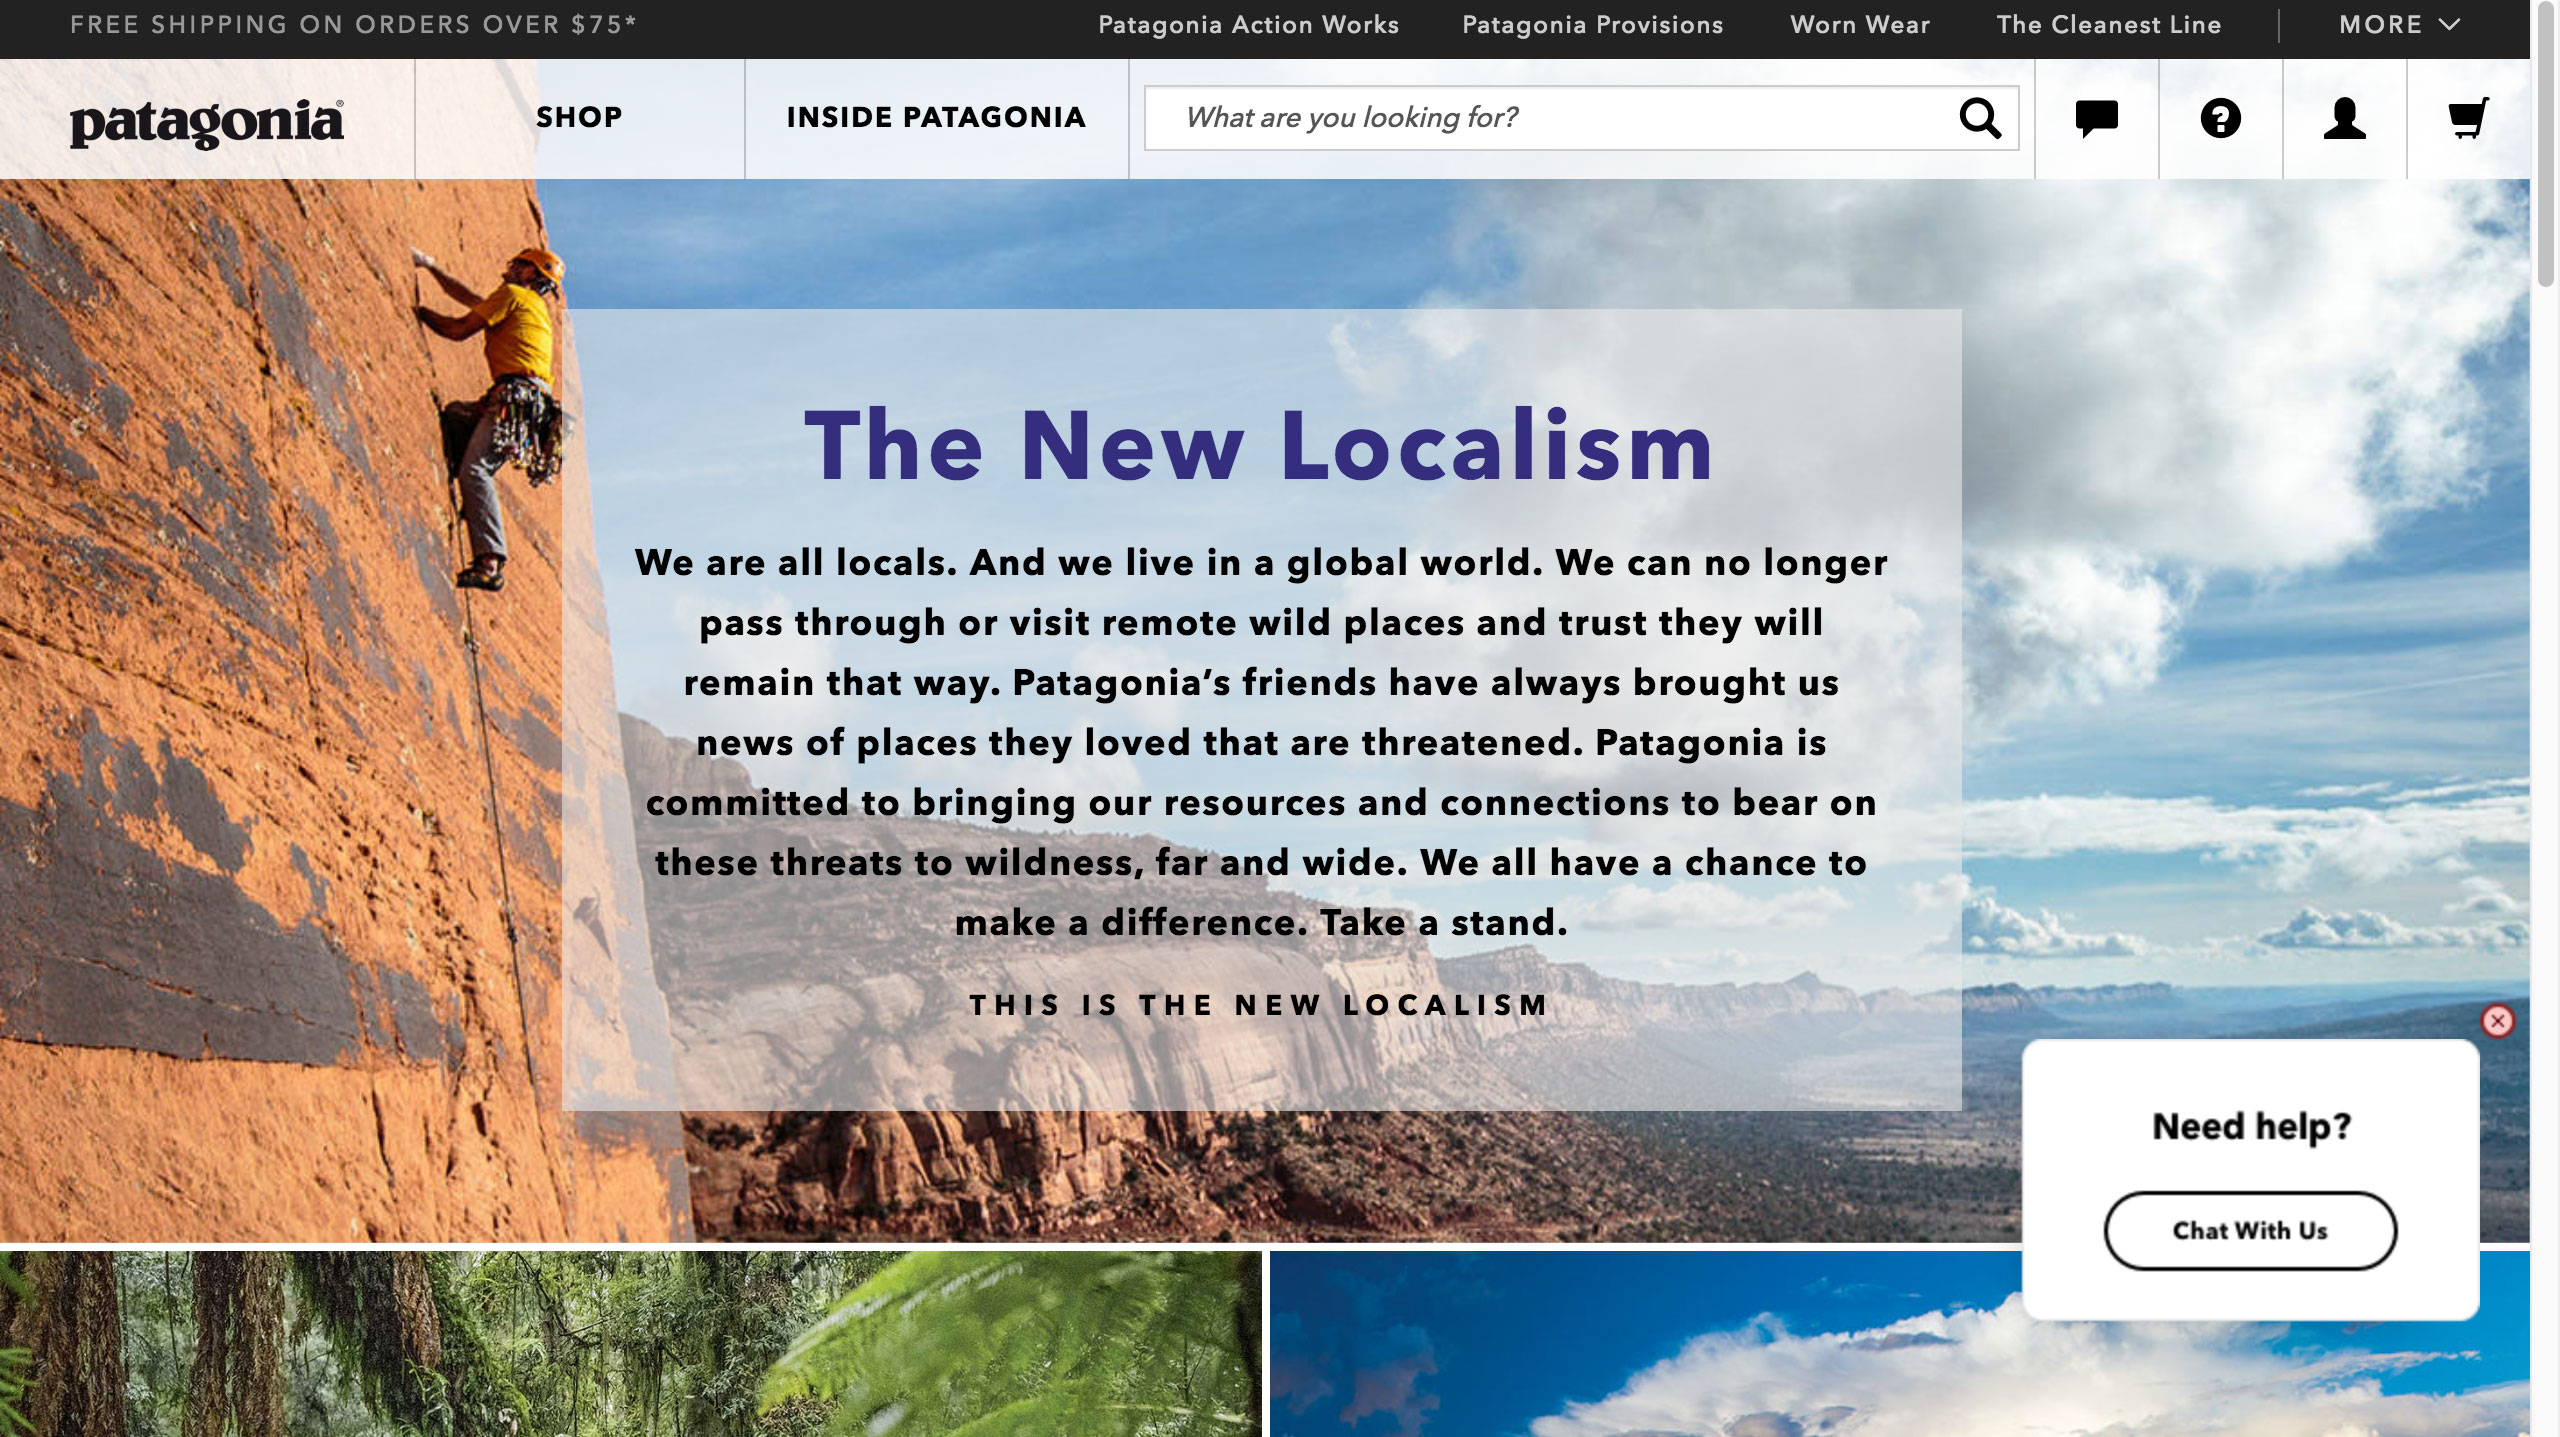 FREE SHIPPING ON ORDERS OVER $75*
Patagonia Action Works
Patagonia Provisions
Worn Wear
The Cleanest Line
MORE
patagonia®
SHOP
INSIDE PATAGONIA
What are you looking for?
The New Localism
We are all locals. And we live in a global world. We can no longer
pass through or visit remote wild places and trust they will
remain that way. Patagonia’s friends have always brought us
news of places they loved that are threatened. Patagonia is
committed to bringing our resources and connections to bear on
these threats to wildness, far and wide. We all have a chance to
make a difference. Take a stand.
THIS IS THE NEW LOCALISM
Need help?
Chat With Us